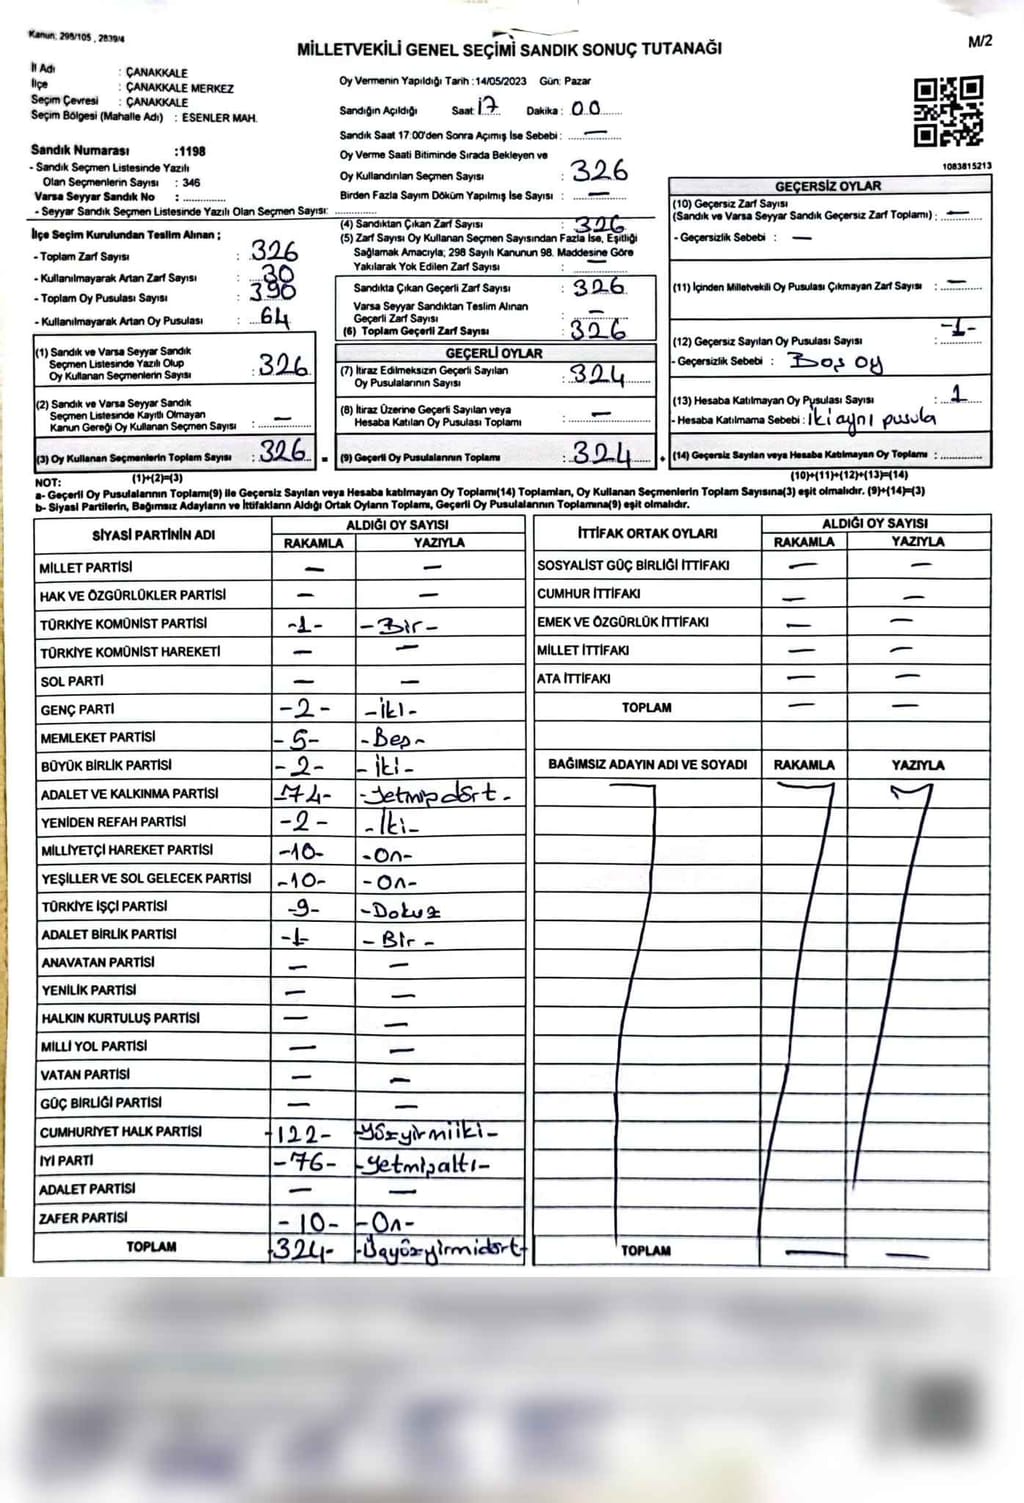 Kanun: 298/105 , 2839/4
MİLLETVEKİLİ GENEL SEÇİMİ SANDIK SONUÇ TUTANAĞI
M/2
İl Adı : ÇANAKKALE
İlçe : ÇANAKKALE MERKEZ
Seçim Çevresi : ÇANAKKALE
Seçim Bölgesi (Mahalle Adı) : ESENLER MAH.
Sandık Numarası :1198
- Sandık Seçmen Listesinde Yazılı
Olan Seçmenlerin Sayısı : 346
Varsa Seyyar Sandık No : ..............
- Seyyar Sandık Seçmen Listesinde Yazılı Olan Seçmen Sayısı: ..............
Oy Vermenin Yapıldığı Tarih :14/05/2023 Gün: Pazar
Sandığın Açıldığı Saat: 17 Dakika : 00
Sandık Saat 17:00'den Sonra Açımış İse Sebebi : —
Oy Verme Saati Bitiminde Sırada Bekleyen ve
Oy Kullandırılan Seçmen Sayısı : 326
Birden Fazla Sayım Döküm Yapılmış İse Sayısı : —
1083815213
İlçe Seçim Kurulundan Teslim Alınan ;
- Toplam Zarf Sayısı : 326
- Kullanılmayarak Artan Zarf Sayısı : 30
- Toplam Oy Pusulası Sayısı : 390
- Kullanılmayarak Artan Oy Pusulası : 64
(1) Sandık ve Varsa Seyyar Sandık
Seçmen Listesinde Yazılı Olup
Oy Kullanan Seçmenlerin Sayısı : 326
(2) Sandık ve Varsa Seyyar Sandık
Seçmen Listesinde Kayıtlı Olmayan
Kanun Gereği Oy Kullanan Seçmen Sayısı : —
(3) Oy Kullanan Seçmenlerin Toplam Sayısı : 326
(1)+(2)=(3)
(4) Sandıktan Çıkan Zarf Sayısı : 326
(5) Zarf Sayısı Oy Kullanan Seçmen Sayısından Fazla İse, Eşitliği
Sağlamak Amacıyla; 298 Sayılı Kanunun 98. Maddesine Göre
Yakılarak Yok Edilen Zarf Sayısı : —
Sandıkta Çıkan Geçerli Zarf Sayısı : 326
Varsa Seyyar Sandıktan Teslim Alınan
Geçerli Zarf Sayısı : —
(6) Toplam Geçerli Zarf Sayısı : 326
GEÇERLİ OYLAR
(7) İtiraz Edilmeksizin Geçerli Sayılan
Oy Pusulalarının Sayısı : 324
(8) İtiraz Üzerine Geçerli Sayılan veya
Hesaba Katılan Oy Pusulası Toplamı : —
= (9) Geçerli Oy Pusulalarının Toplamı : 324
GEÇERSİZ OYLAR
(10) Geçersiz Zarf Sayısı
(Sandık ve Varsa Seyyar Sandık Geçersiz Zarf Toplamı) : —
- Geçersizlik Sebebi : —
(11) İçinden Milletvekili Oy Pusulası Çıkmayan Zarf Sayısı : —
(12) Geçersiz Sayılan Oy Pusulası Sayısı : -1-
- Geçersizlik Sebebi : Boş oy
(13) Hesaba Katılmayan Oy Pusulası Sayısı : 1
- Hesaba Katılmama Sebebi : İki aynı pusula
+ (14) Geçersiz Sayılan veya Hesaba Katılmayan Oy Toplamı : ..............
(10)+(11)+(12)+(13)=(14)
NOT:
a- Geçerli Oy Pusulalarının Toplamı(9) ile Geçersiz Sayılan veya Hesaba katılmayan Oy Toplamı(14) Toplamları, Oy Kullanan Seçmenlerin Toplam Sayısına(3) eşit olmalıdır. (9)+(14)=(3)
b- Siyasi Partilerin, Bağımsız Adayların ve İttifakların Aldığı Ortak Oyların Toplamı, Geçerli Oy Pusulalarının Toplamına(9) eşit olmalıdır.
SİYASİ PARTİNİN ADI ALDIĞI OY SAYISI
RAKAMLA YAZIYLA
MİLLET PARTİSİ — —
HAK VE ÖZGÜRLÜKLER PARTİSİ — —
TÜRKİYE KOMÜNİST PARTİSİ -1- -Bir-
TÜRKİYE KOMÜNİST HAREKETİ — —
SOL PARTİ — —
GENÇ PARTİ -2- -İki-
MEMLEKET PARTİSİ -5- -Beş-
BÜYÜK BİRLİK PARTİSİ -2- -İki-
ADALET VE KALKINMA PARTİSİ -74- -Yetmişdört-
YENİDEN REFAH PARTİSİ -2- -İki-
MİLLİYETÇİ HAREKET PARTİSİ -10- -On-
YEŞİLLER VE SOL GELECEK PARTİSİ -10- -On-
TÜRKİYE İŞÇİ PARTİSİ -9- -Dokuz
ADALET BİRLİK PARTİSİ -1- -Bir-
ANAVATAN PARTİSİ — —
YENİLİK PARTİSİ — —
HALKIN KURTULUŞ PARTİSİ — —
MİLLİ YOL PARTİSİ — —
VATAN PARTİSİ — —
GÜÇ BİRLİĞİ PARTİSİ — —
CUMHURİYET HALK PARTİSİ -122- -Yüzyirmiiki-
İYİ PARTİ -76- -Yetmişaltı-
ADALET PARTİSİ — —
ZAFER PARTİSİ -10- -On-
TOPLAM -324- -Üçyüzyirmidört-
İTTİFAK ORTAK OYLARI ALDIĞI OY SAYISI
RAKAMLA YAZIYLA
SOSYALİST GÜÇ BİRLİĞİ İTTİFAKI — —
CUMHUR İTTİFAKI — —
EMEK VE ÖZGÜRLÜK İTTİFAKI — —
MİLLET İTTİFAKI — —
ATA İTTİFAKI — —
TOPLAM — —
BAĞIMSIZ ADAYIN ADI VE SOYADI RAKAMLA YAZIYLA
TOPLAM — —